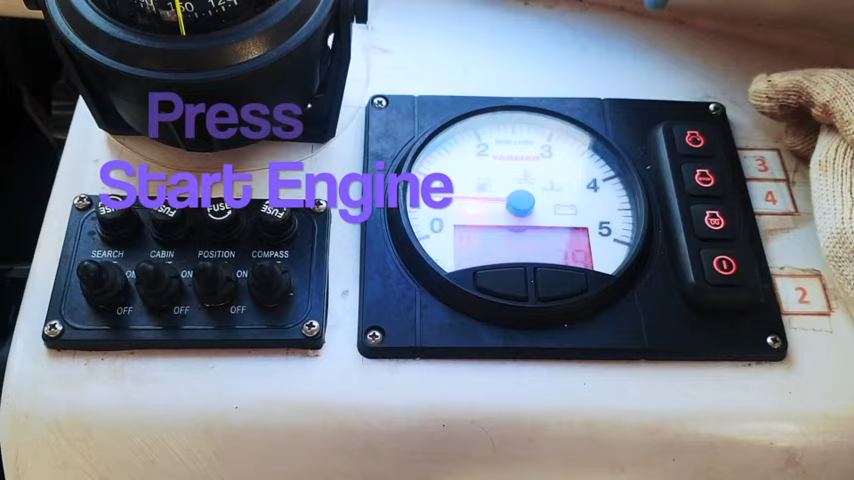 150
Press
Start Engine
2 3
YANMAR
4
0
5
FUSE FUSE FUSE FUSE
SEARCH CABIN POSITION COMPASS
ON ON ON
OFF OFF OFF
3
4
2